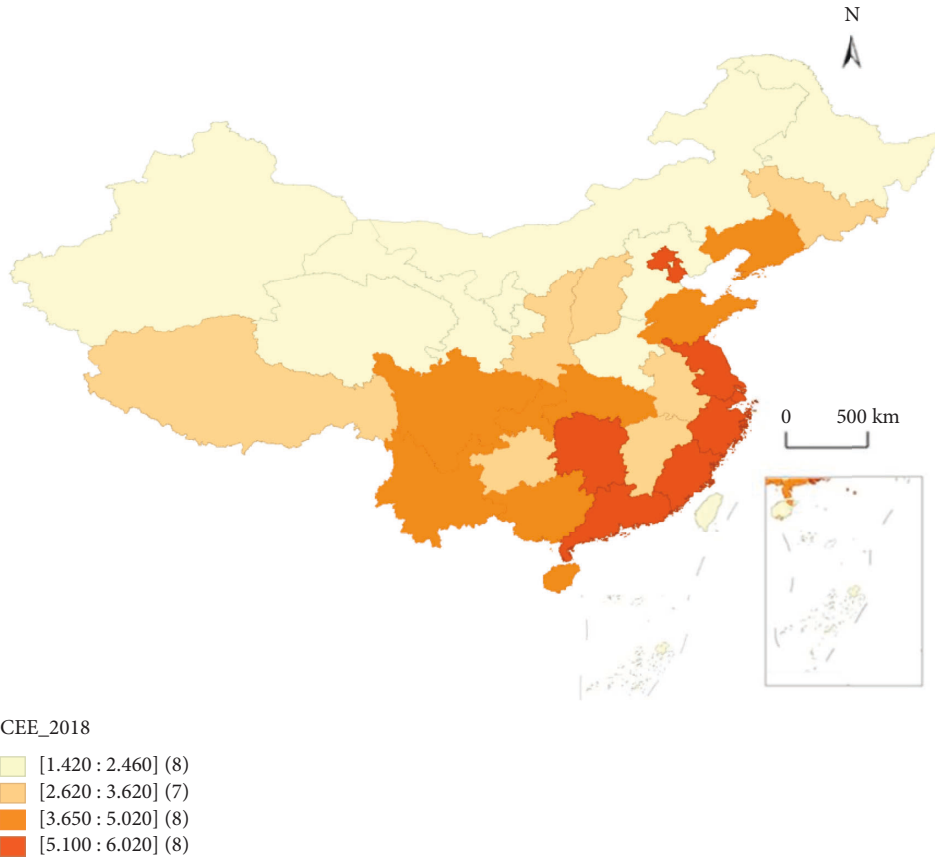 N
0 500 km
CEE_2018
[1.420 : 2.460] (8)
[2.620 : 3.620] (7)
[3.650 : 5.020] (8)
[5.100 : 6.020] (8)